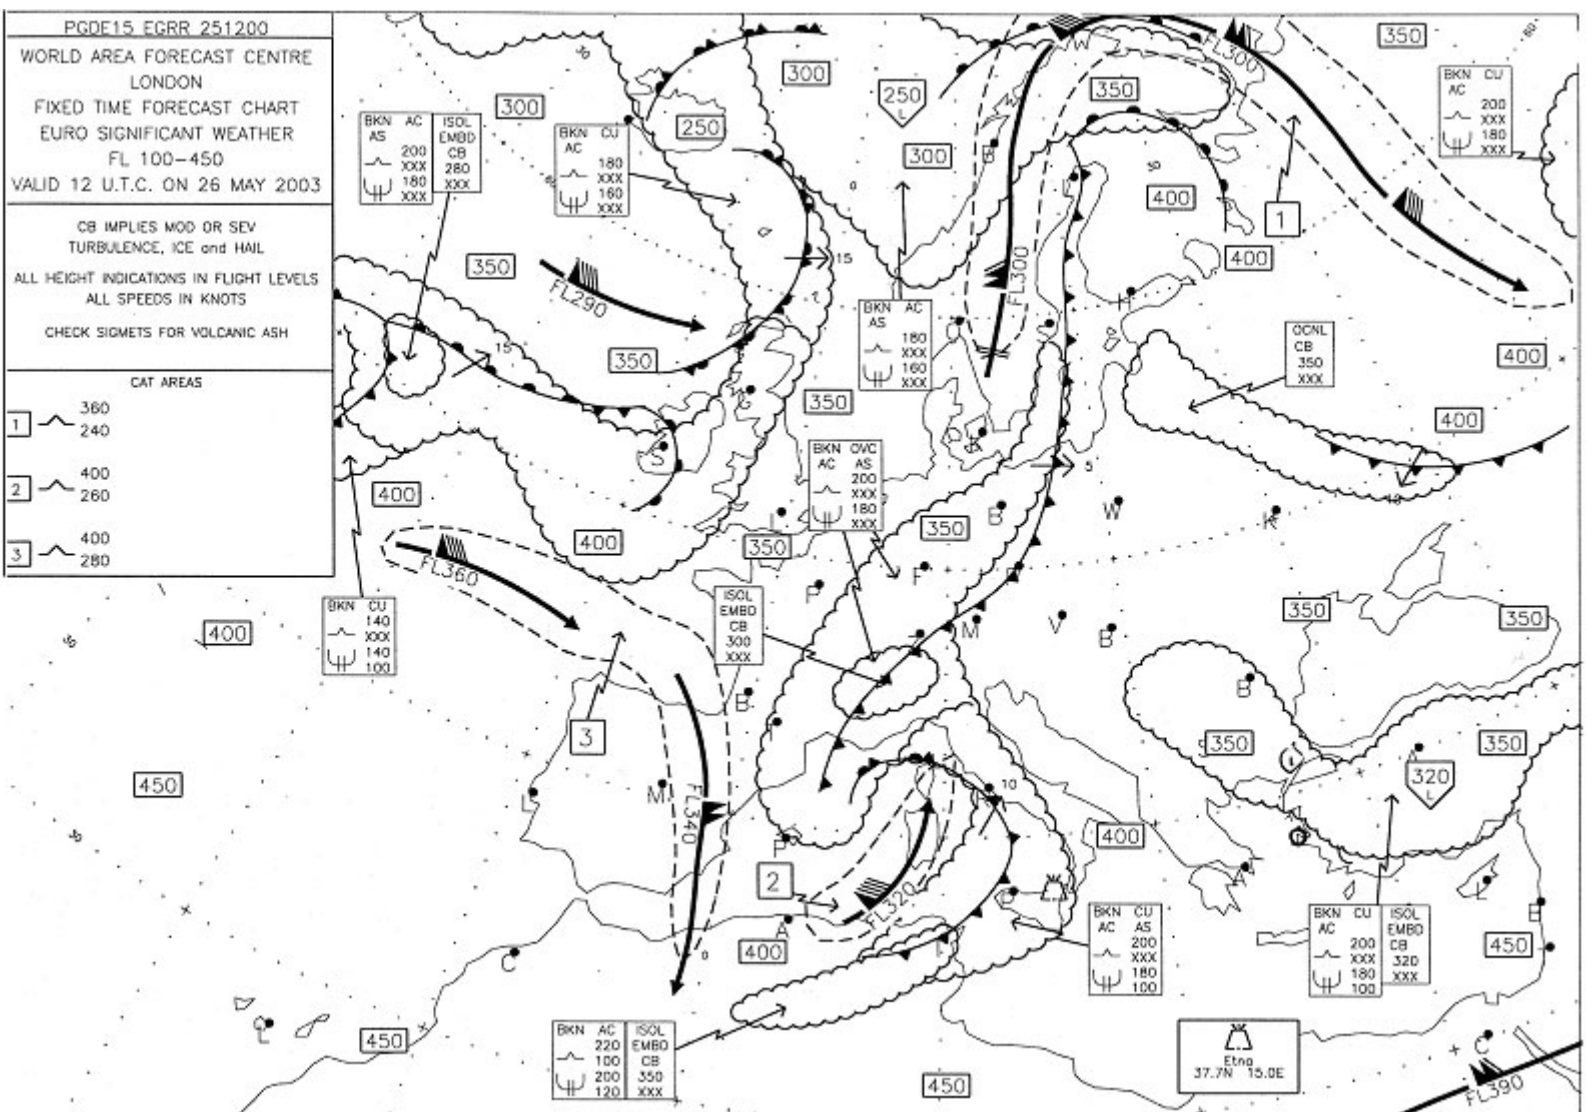 PGDE15 EGRR 251200
WORLD AREA FORECAST CENTRE
LONDON
FIXED TIME FORECAST CHART
EURO SIGNIFICANT WEATHER
FL 100-450
VALID 12 U.T.C. ON 26 MAY 2003
CB IMPLIES MOD OR SEV
TURBULENCE, ICE and HAIL
ALL HEIGHT INDICATIONS IN FLIGHT LEVELS
ALL SPEEDS IN KNOTS
CHECK SIGMETS FOR VOLCANIC ASH
CAT AREAS
1 360
240
2 400
260
3 400
280
BKN AC
AS
200
XXX
180
XXX
ISOL
EMBD
CB
280
XXX
300
BKN CU
AC
180
XXX
160
XXX
250
300
250
L
300
350
FL300
350
BKN CU
AC
200
XXX
180
XXX
350
FL290
350
15
15
BKN AC
AS
180
XXX
160
XXX
FL300
400
400
1
OCNL
CB
350
XXX
400
400
350
400
400
350
BKN OVC
AC AS
200
XXX
180
XXX
350
5
FL360
400
BKN CU
140
XXX
140
100
ISOL
EMBD
CB
300
XXX
350
350
3
450
FL340
2
FL320
10
400
400
350
350
320
L
BKN CU
AC AS
200
XXX
180
100
BKN CU
AC
200
XXX
180
100
ISOL
EMBD
CB
320
XXX
450
450
BKN AC
220
100
200
120
ISOL
EMBD
CB
350
XXX
450
Etna
37.7N 15.0E
FL390